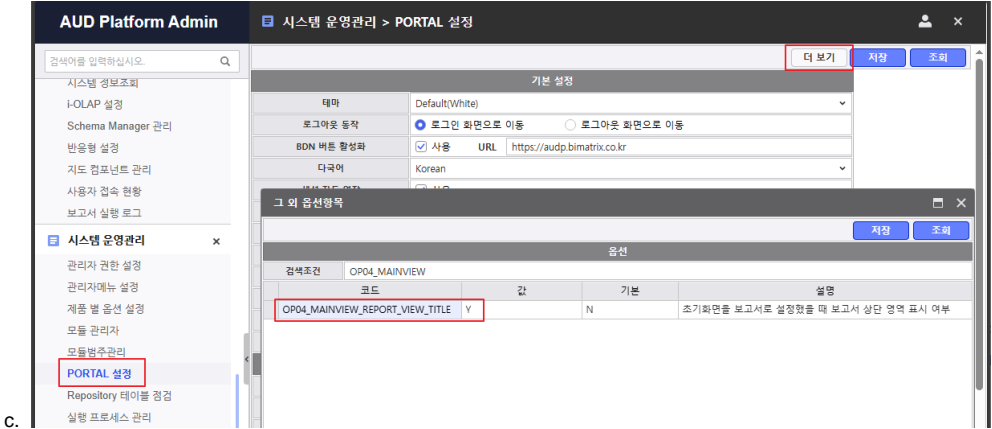 AUD Platform Admin
시스템 운영관리 > PORTAL 설정
검색어를 입력하십시오.
더 보기 저장 조회
시스템 정보조회
i-OLAP 설정
Schema Manager 관리
반응형 설정
지도 컴포넌트 관리
사용자 접속 현황
보고서 실행 로그
시스템 운영관리
관리자 권한 설정
관리자메뉴 설정
제품 별 옵션 설정
모듈 관리자
모듈범주관리
PORTAL 설정
Repository 테이블 점검
실행 프로세스 관리
기본 설정
테마 Default(White)
로그아웃 동작 로그인 화면으로 이동 로그아웃 화면으로 이동
BDN 버튼 활성화 사용 URL https://audp.bimatrix.co.kr
다국어 Korean
그 외 옵션항목
저장 조회
옵션
검색조건 OP04_MAINVIEW
코드 값 기본 설명
OP04_MAINVIEW_REPORT_VIEW_TITLE Y N 초기화면을 보고서로 설정했을 때 보고서 상단 영역 표시 여부
c.